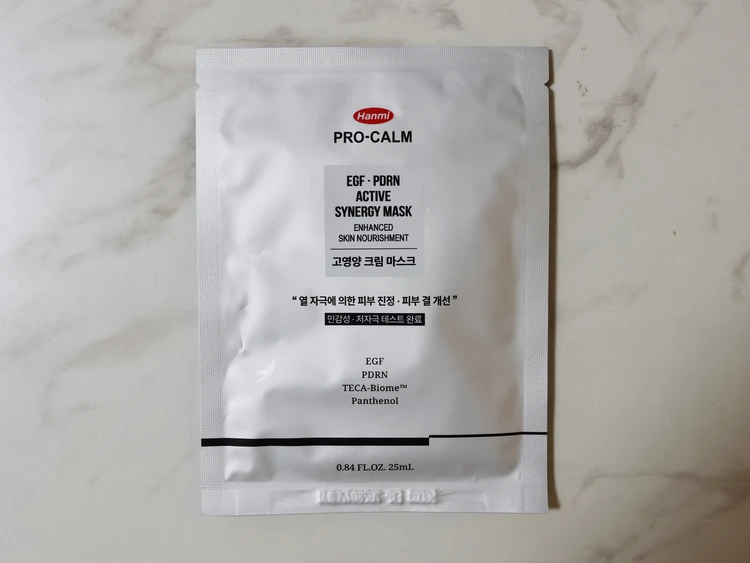 Hanmi
PRO-CALM
EGF · PDRN
ACTIVE
SYNERGY MASK
ENHANCED
SKIN NOURISHMENT
고영양 크림 마스크
“ 열 자극에 의한 피부 진정 · 피부 결 개선 ”
민감성 · 저자극 테스트 완료
EGF
PDRN
TECA-Biome™
Panthenol
0.84 FL.OZ. 25mL